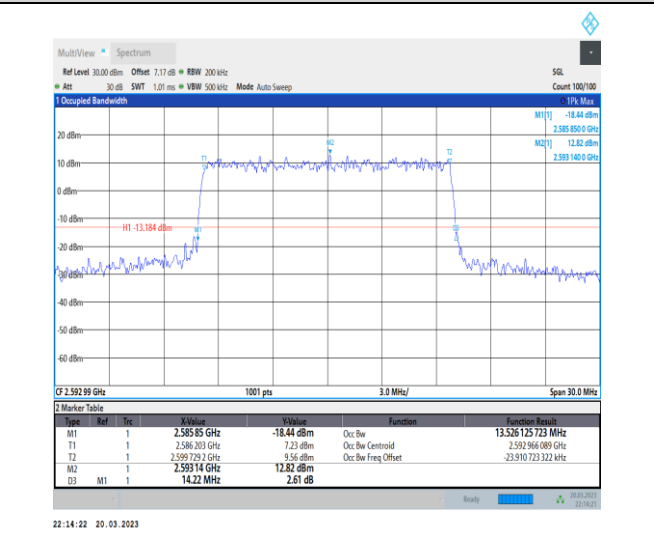 MultiView Spectrum
Ref Level 30.00 dBm Offset 7.17 dB RBW 200 kHz SGL
Att 30 dB SWT 1.01 ms VBW 500 kHz Mode Auto Sweep Count 100/100
1 Occupied Bandwidth 1Pk Max
M1[1] -18.44 dBm
2.585 850 0 GHz
M2[1] 12.82 dBm
2.593 140 0 GHz
20 dBm
M2
T1
T2
10 dBm
0 dBm
-10 dBm
H1 -13.184 dBm
M1
D3
-20 dBm
-30 dBm
-40 dBm
-50 dBm
-60 dBm
CF 2.592 99 GHz 1001 pts 3.0 MHz/ Span 30.0 MHz
2 Marker Table
Type Ref Trc X-Value Y-Value Function Function Result
M1 1 2.585 85 GHz -18.44 dBm Occ Bw 13.526 125 723 MHz
T1 1 2.586 203 GHz 7.23 dBm Occ Bw Centroid 2.592 966 089 GHz
T2 1 2.599 729 2 GHz 9.56 dBm Occ Bw Freq Offset -23.910 723 322 kHz
M2 1 2.593 14 GHz 12.82 dBm
D3 M1 1 14.22 MHz 2.61 dB
Ready 20.03.2023
22:14:21
22:14:22 20.03.2023